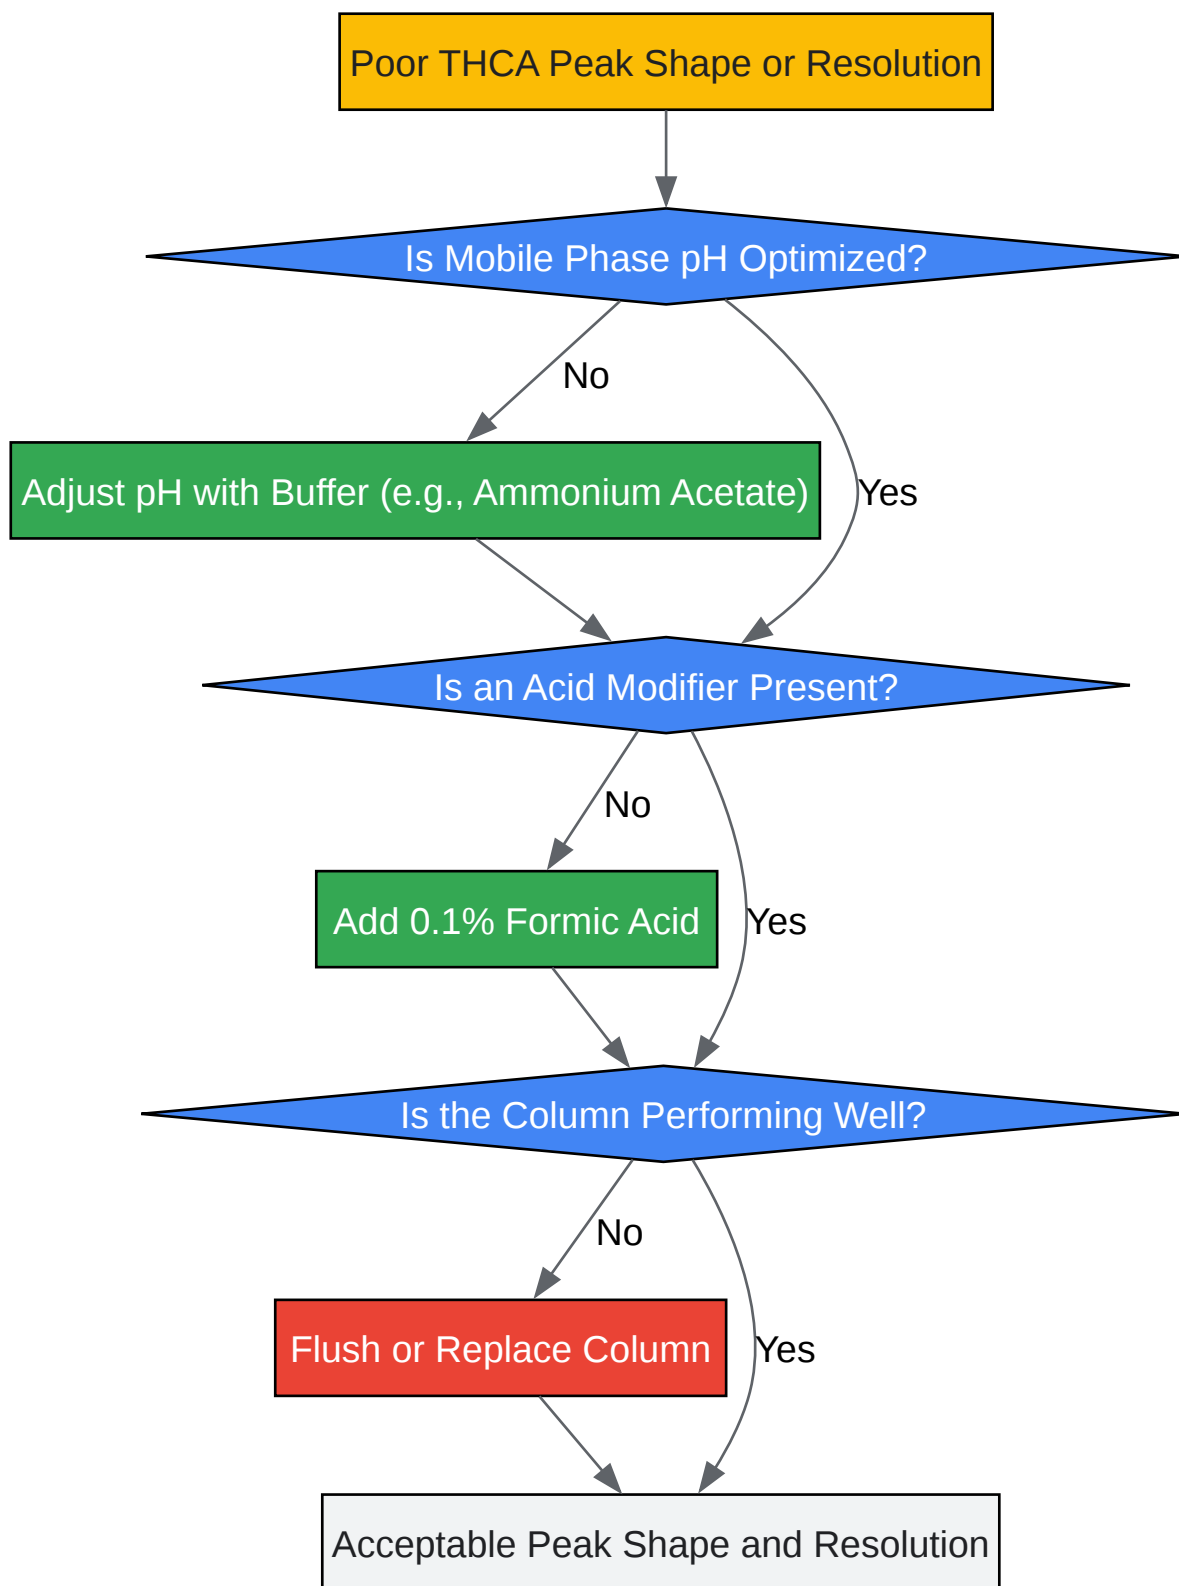 Poor THCA Peak Shape or Resolution
Is Mobile Phase pH Optimized?
No
Adjust pH with Buffer (e.g., Ammonium Acetate)
Yes
Is an Acid Modifier Present?
No
Add 0.1% Formic Acid
Yes
Is the Column Performing Well?
No
Flush or Replace Column
Yes
Acceptable Peak Shape and Resolution